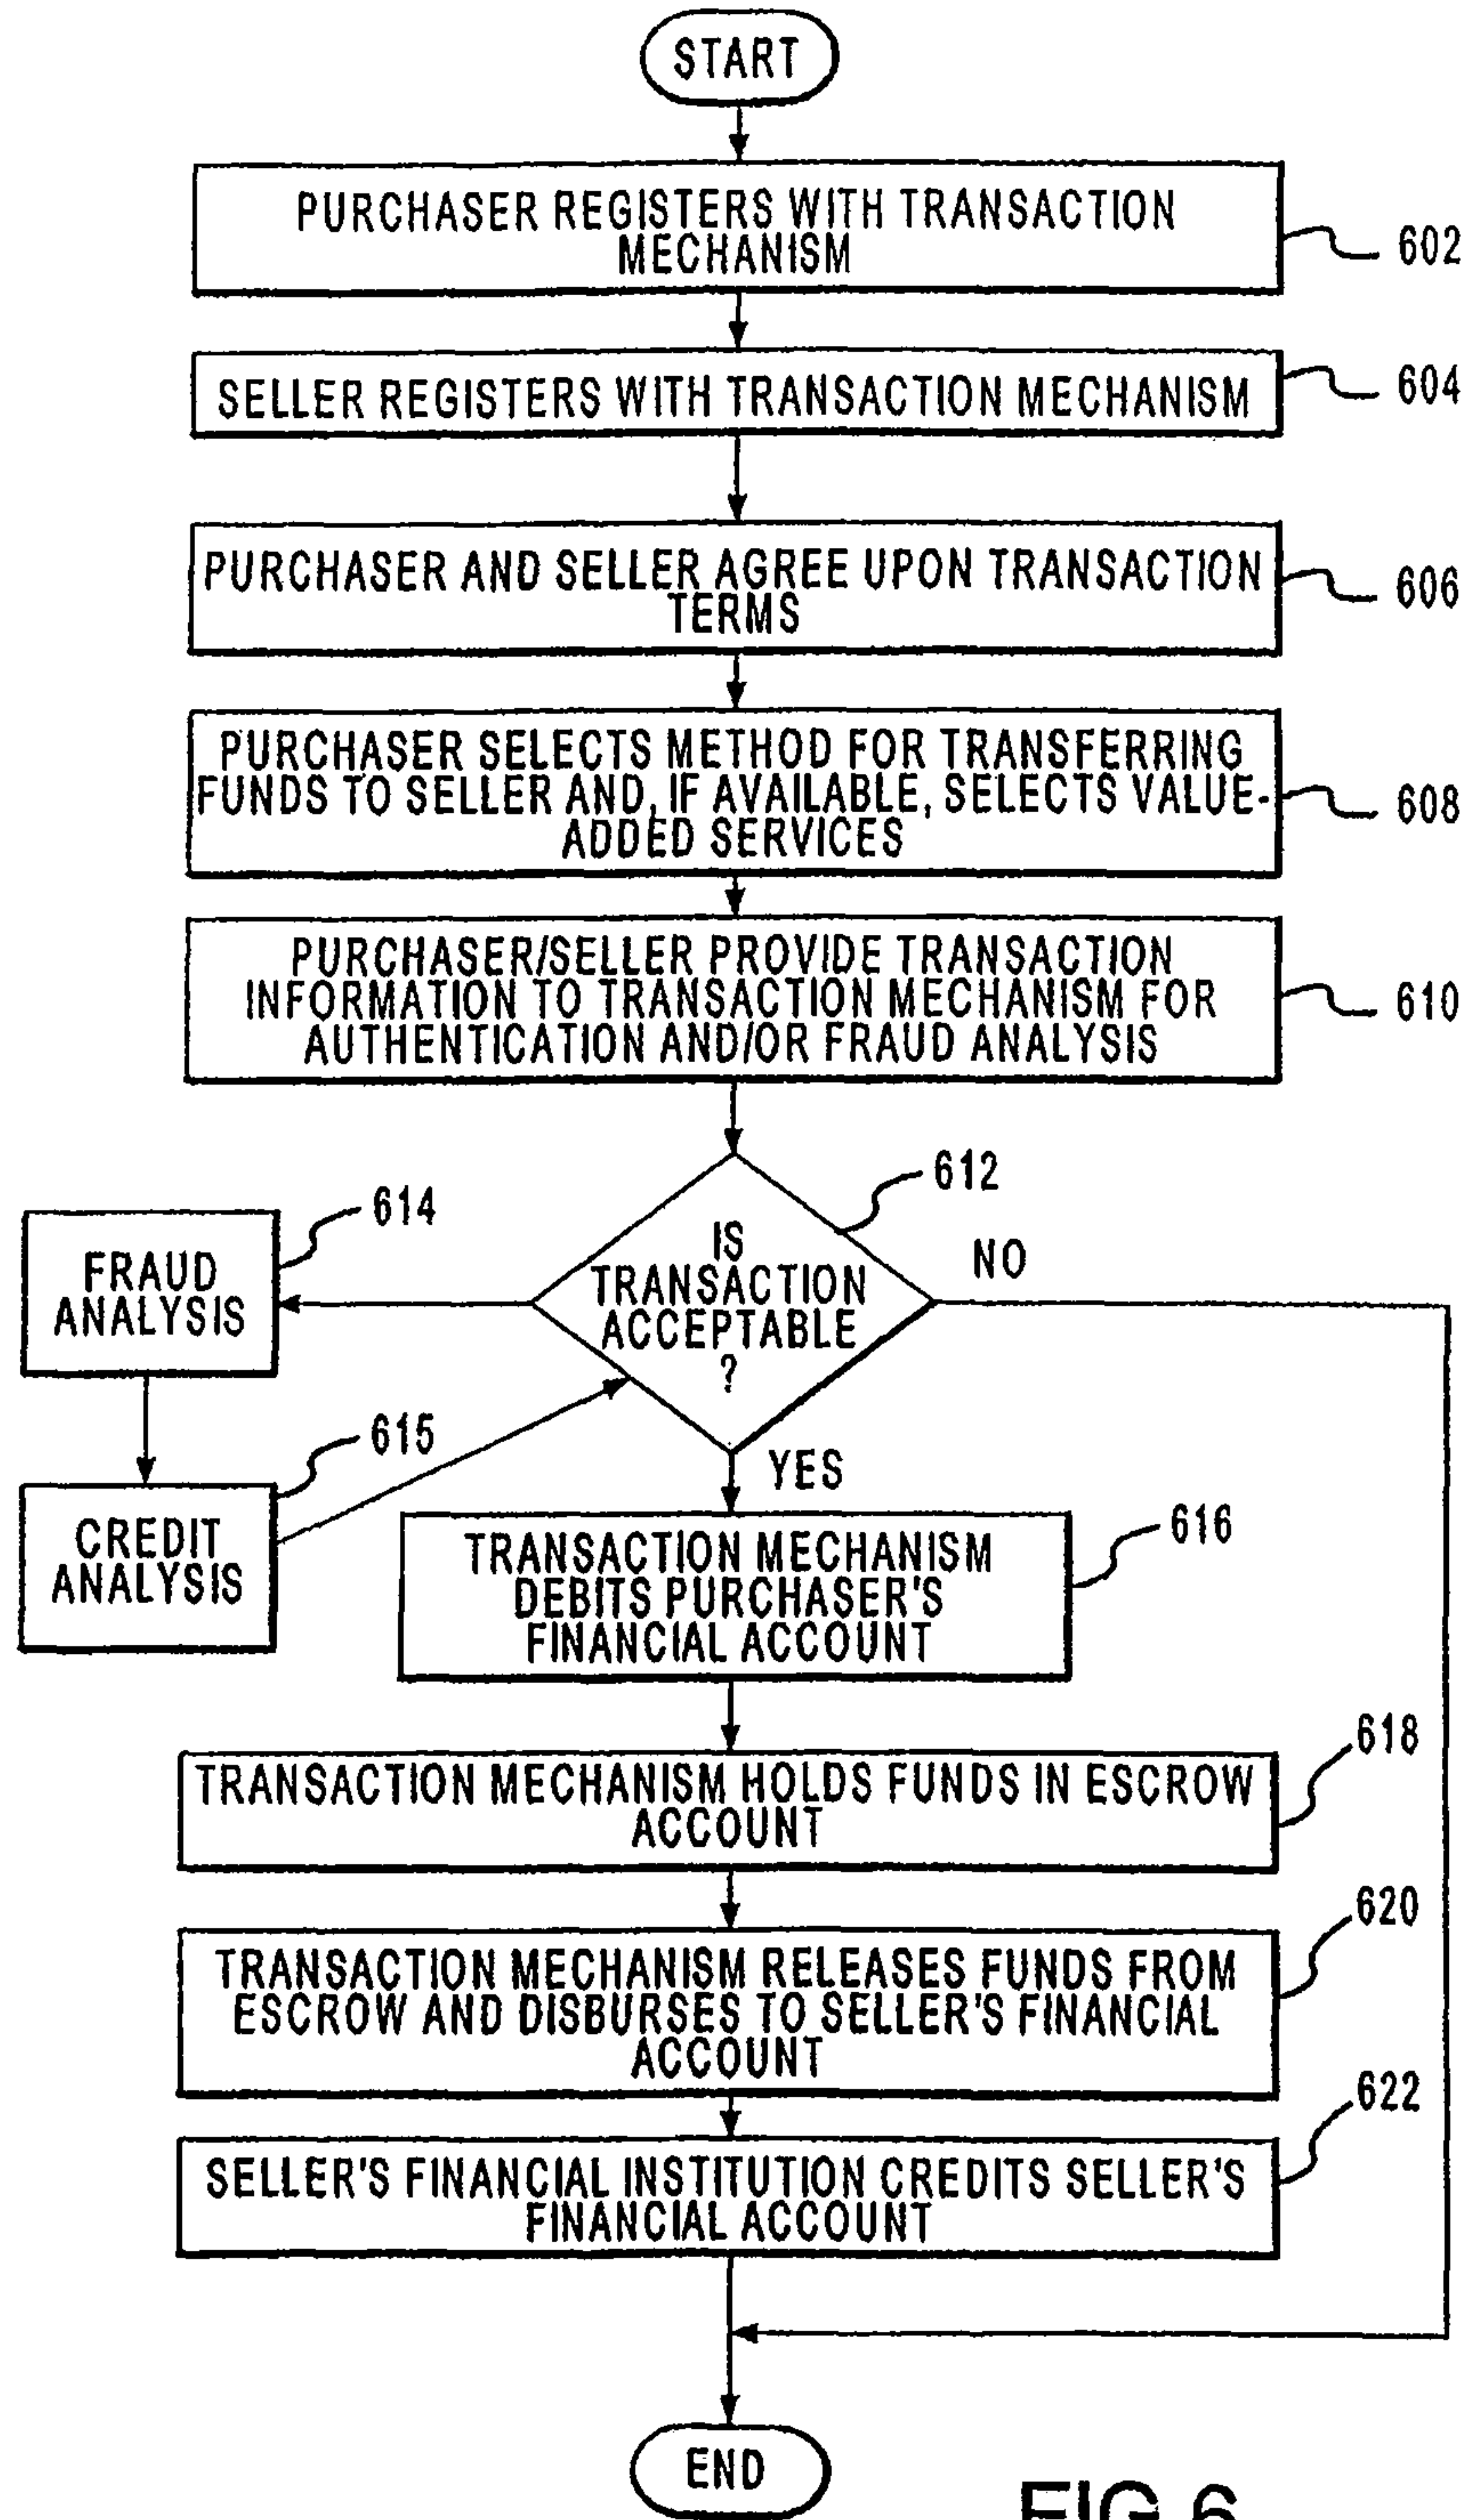 START
PURCHASER REGISTERS WITH TRANSACTION
MECHANISM
602
SELLER REGISTERS WITH TRANSACTION MECHANISM
604
PURCHASER AND SELLER AGREE UPON TRANSACTION
TERMS
606
PURCHASER SELECTS METHOD FOR TRANSFERRING
FUNDS TO SELLER AND, IF AVAILABLE, SELECTS VALUE-
ADDED SERVICES
608
PURCHASER/SELLER PROVIDE TRANSACTION
INFORMATION TO TRANSACTION MECHANISM FOR
AUTHENTICATION AND/OR FRAUD ANALYSIS
610
612
IS
TRANSACTION
ACCEPTABLE
?
NO
614
FRAUD
ANALYSIS
615
CREDIT
ANALYSIS
YES
TRANSACTION MECHANISM
DEBITS PURCHASER'S
FINANCIAL ACCOUNT
616
TRANSACTION MECHANISM HOLDS FUNDS IN ESCROW
ACCOUNT
618
TRANSACTION MECHANISM RELEASES FUNDS FROM
ESCROW AND DISBURSES TO SELLER'S FINANCIAL
ACCOUNT
620
SELLER'S FINANCIAL INSTITUTION CREDITS SELLER'S
FINANCIAL ACCOUNT
622
END
FIG.6